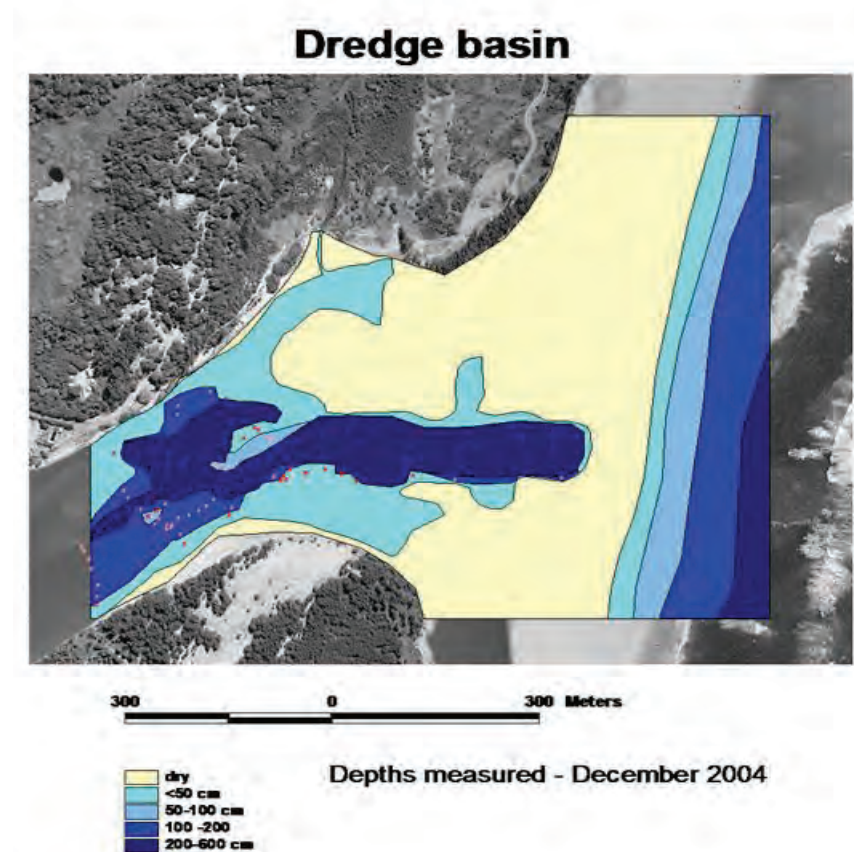 Dredge basin
300 0 300 Meters
Depths measured - December 2004
dry
<50 cm
50-100 cm
100 -200
200-600 cm